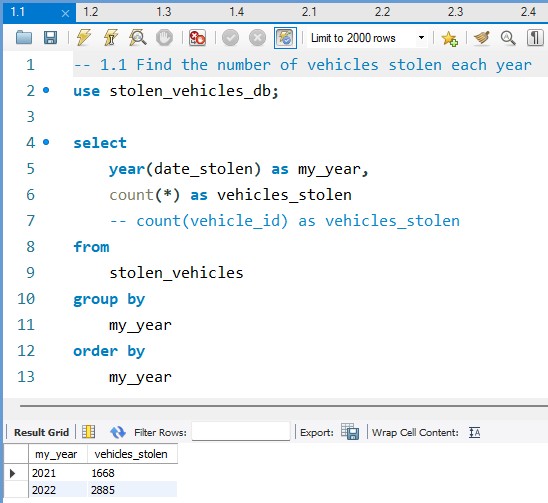 1.1 × 1.2 1.3 1.4 2.1 2.2 2.3 2.4
Limit to 2000 rows
1 -- 1.1 Find the number of vehicles stolen each year
2 use stolen_vehicles_db;
3
4 select
5 year(date_stolen) as my_year,
6 count(*) as vehicles_stolen
7 -- count(vehicle_id) as vehicles_stolen
8 from
9 stolen_vehicles
10 group by
11 my_year
12 order by
13 my_year
Result Grid Filter Rows: Export: Wrap Cell Content: IA
my_year vehicles_stolen
2021 1668
2022 2885